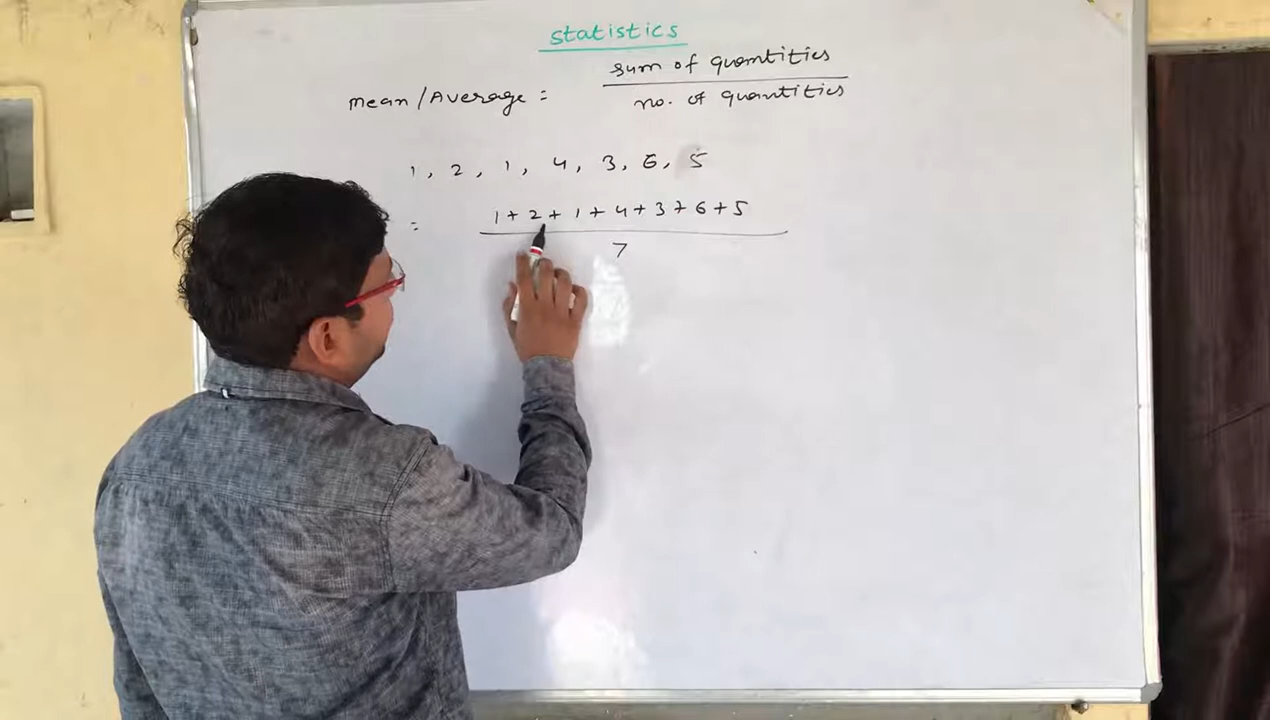 statistics
Mean/Average = sum of quantities
no. of quantities
1, 2, 1, 4, 3, 6, 5
= 1+2+1+4+3+6+5
7